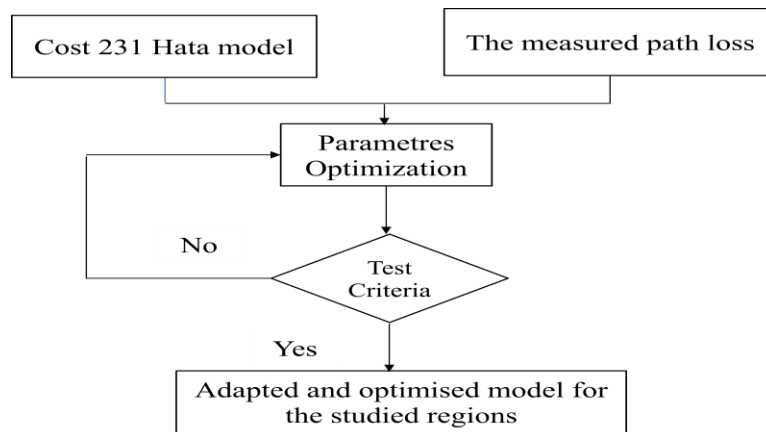 Cost 231 Hata model
The measured path loss
Parametres
Optimization
No
Test
Criteria
Yes
Adapted and optimised model for
the studied regions